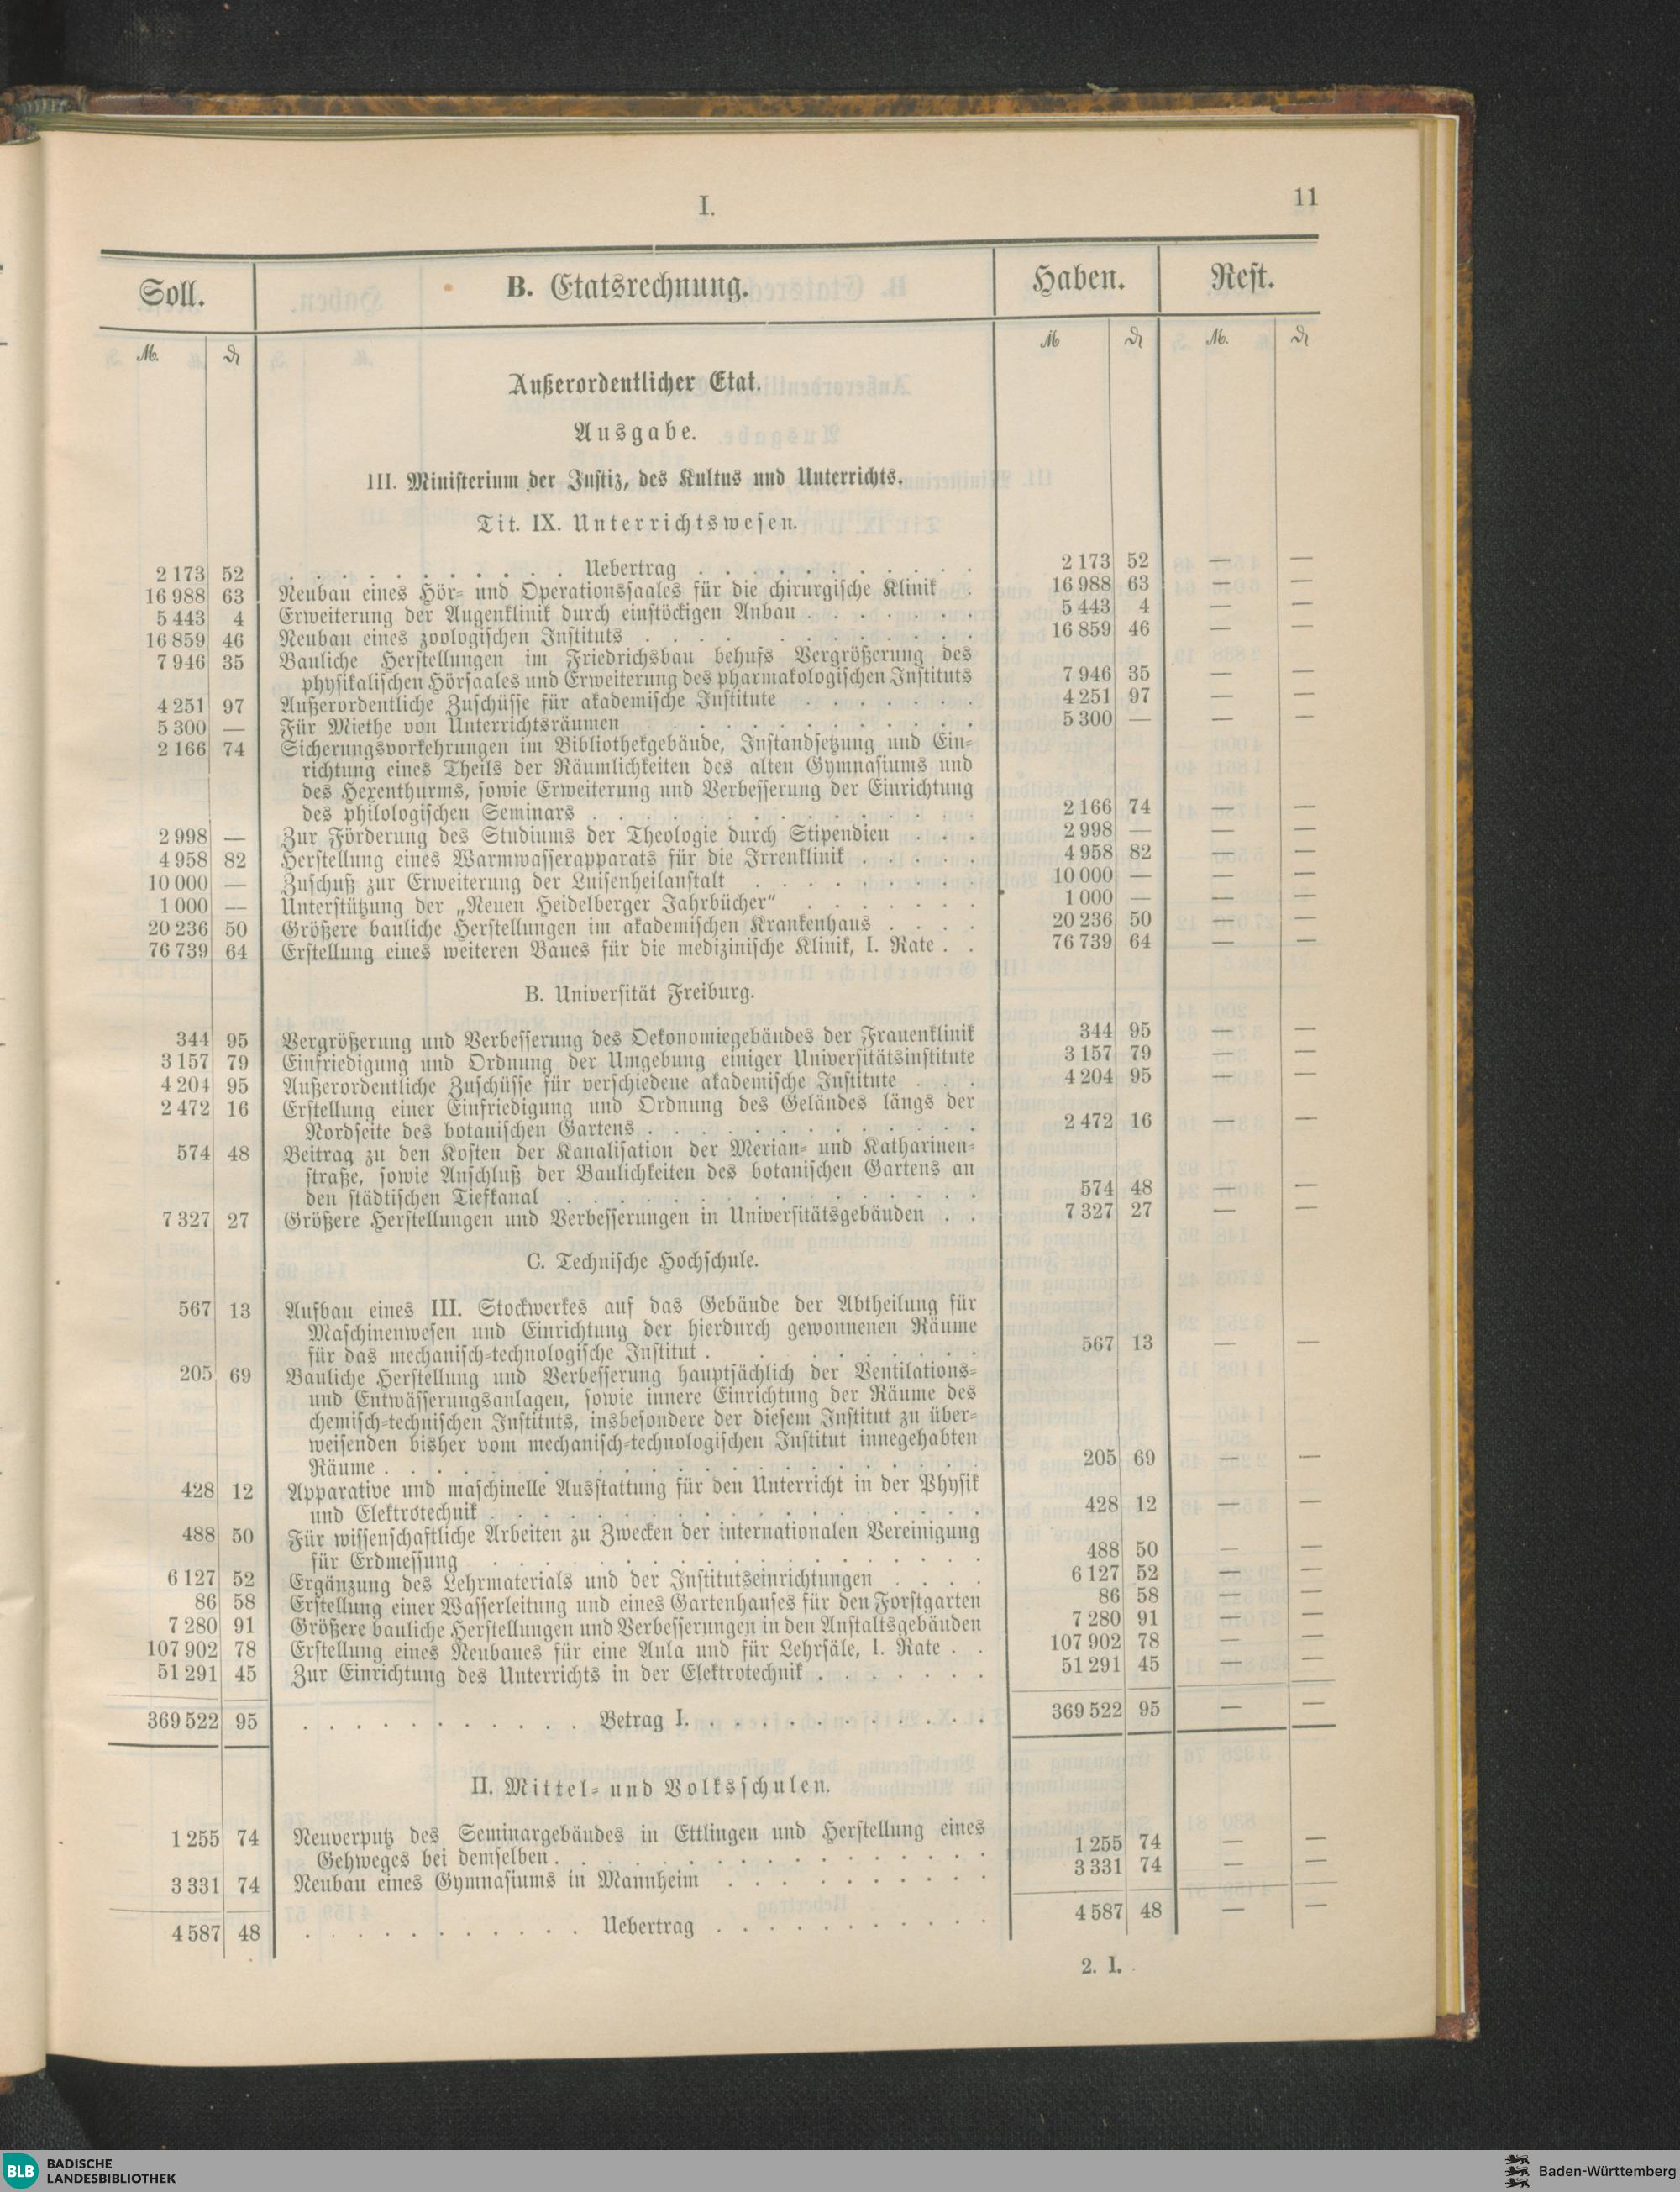 I.
11
Soll. B. Etatsrechnung. Haben. Rest.
M. ₰ M ₰ M. ₰
Außerordentlicher Etat.
Ausgabe.
III. Ministerium der Justiz, des Kultus und Unterrichts.
Tit. IX. Unterrichtswesen.
2 173 52 . . . . . . . . . . . Uebertrag . . . . . . . . . . . 2 173 52 — —
16 988 63 Neubau eines Hör- und Operationssaales für die chirurgische Klinik . 16 988 63 — —
5 443 4 Erweiterung der Augenklinik durch einstöckigen Anbau . . . . . . . 5 443 4 — —
16 859 46 Neubau eines zoologischen Instituts . . . . . . . . . . . . 16 859 46 — —
7 946 35 Bauliche Herstellungen im Friedrichsbau behufs Vergrößerung des
physikalischen Hörsaales und Erweiterung des pharmakologischen Instituts 7 946 35 — —
4 251 97 Außerordentliche Zuschüsse für akademische Institute . . . . . . . 4 251 97 — —
5 300 — Für Miethe von Unterrichtsräumen . . . . . . . . . . . 5 300 — — —
2 166 74 Sicherungsvorkehrungen im Bibliothekgebäude, Instandsetzung und Ein-
richtung eines Theils der Räumlichkeiten des alten Gymnasiums und
des Hexenthurms, sowie Erweiterung und Verbesserung der Einrichtung
des philologischen Seminars . . . . . . . . . . . . . . . 2 166 74 — —
2 998 — Zur Förderung des Studiums der Theologie durch Stipendien . . . 2 998 — — —
4 958 82 Herstellung eines Warmwasserapparats für die Irrenklinik . . . . . 4 958 82 — —
10 000 — Zuschuß zur Erweiterung der Luisenheilanstalt . . . . . . . . . 10 000 — — —
1 000 — Unterstützung der „Neuen Heidelberger Jahrbücher“ . . . . . . . 1 000 — — —
20 236 50 Größere bauliche Herstellungen im akademischen Krankenhaus . . . . 20 236 50 — —
76 739 64 Erstellung eines weiteren Baues für die medizinische Klinik, I. Rate . . 76 739 64 — —
B. Universität Freiburg.
344 95 Vergrößerung und Verbesserung des Oekonomiegebäudes der Frauenklinik 344 95 — —
3 157 79 Einfriedigung und Ordnung der Umgebung einiger Universitätsinstitute 3 157 79 — —
4 204 95 Außerordentliche Zuschüsse für verschiedene akademische Institute . . . 4 204 95 — —
2 472 16 Erstellung einer Einfriedigung und Ordnung des Geländes längs der
Nordseite des botanischen Gartens . . . . . . . . . . . . . 2 472 16 — —
574 48 Beitrag zu den Kosten der Kanalisation der Merian- und Katharinen-
straße, sowie Anschluß der Baulichkeiten des botanischen Gartens an
den städtischen Tiefkanal . . . . . . . . . . . . . . . . 574 48 — —
7 327 27 Größere Herstellungen und Verbesserungen in Universitätsgebäuden . . 7 327 27 — —
C. Technische Hochschule.
567 13 Aufbau eines III. Stockwerkes auf das Gebäude der Abtheilung für
Maschinenwesen und Einrichtung der hierdurch gewonnenen Räume
für das mechanisch-technologische Institut . . . . . . . . . . 567 13 — —
205 69 Bauliche Herstellung und Verbesserung hauptsächlich der Ventilations-
und Entwässerungsanlagen, sowie innere Einrichtung der Räume des
chemisch-technischen Instituts, insbesondere der diesem Institut zu über-
weisenden bisher vom mechanisch-technologischen Institut innegehabten
Räume . . . . . . . . . . . . . . . . . . . . . . . 205 69 — —
428 12 Apparative und maschinelle Ausstattung für den Unterricht in der Physik
und Elektrotechnik . . . . . . . . . . . . . . . . . . . 428 12 — —
488 50 Für wissenschaftliche Arbeiten zu Zwecken der internationalen Vereinigung
für Erdmessung . . . . . . . . . . . . . . . . . . . 488 50 — —
6 127 52 Ergänzung des Lehrmaterials und der Institutseinrichtungen . . . . 6 127 52 — —
86 58 Erstellung einer Wasserleitung und eines Gartenhauses für den Forstgarten 86 58 — —
7 280 91 Größere bauliche Herstellungen und Verbesserungen in den Anstaltsgebäuden 7 280 91 — —
107 902 78 Erstellung eines Neubaues für eine Aula und für Lehrsäle, I. Rate . . 107 902 78 — —
51 291 45 Zur Einrichtung des Unterrichts in der Elektrotechnik . . . . . . . 51 291 45 — —
369 522 95 . . . . . . . . . . . Betrag I. . . . . . . . . . . . 369 522 95 — —
II. Mittel- und Volksschulen.
1 255 74 Neuverputz des Seminargebäudes in Ettlingen und Herstellung eines
Gehweges bei demselben . . . . . . . . . . . . . . . . . 1 255 74 — —
3 331 74 Neubau eines Gymnasiums in Mannheim . . . . . . . . . . 3 331 74 — —
4 587 48 . . . . . . . . . . . Uebertrag . . . . . . . . . . . 4 587 48 — —
2. I.
BLB BADISCHE
LANDESBIBLIOTHEK
Baden-Württemberg